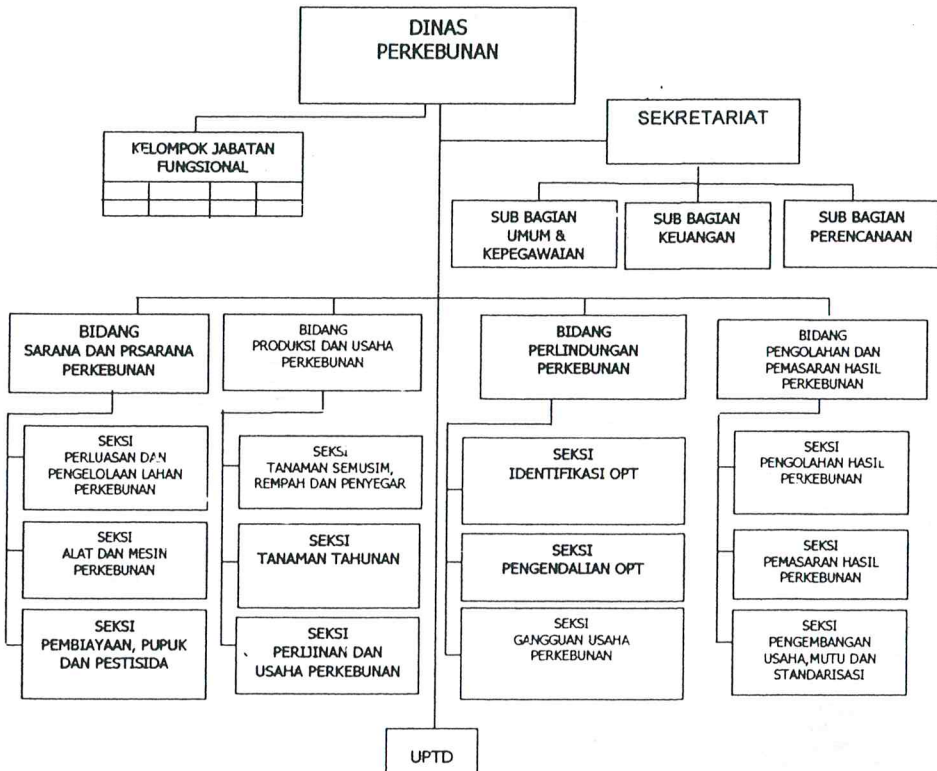 DINAS
PERKEBUNAN
SEKRETARIAT
KELOMPOK JABATAN
FUNGSIONAL
SUB BAGIAN
UMUM &
KEPEGAWAIAN
SUB BAGIAN
KEUANGAN
SUB BAGIAN
PERENCANAAN
BIDANG
SARANA DAN PRSARANA
PERKEBUNAN
BIDANG
PRODUKSI DAN USAHA
PERKEBUNAN
BIDANG
PERLINDUNGAN
PERKEBUNAN
BIDANG
PENGOLAHAN DAN
PEMASARAN HASIL
PERKEBUNAN
SEKSI
PERLUASAN DAN
PENGELOLAAN LAHAN
PERKEBUNAN
SEKSI
ALAT DAN MESIN
PERKEBUNAN
SEKSI
PEMBIAYAAN, PUPUK
DAN PESTISIDA
SEKSI
TANAMAN SEMUSIM,
REMPAH DAN PENYEGAR
SEKSI
TANAMAN TAHUNAN
SEKSI
PERIJINAN DAN
USAHA PERKEBUNAN
SEKSI
IDENTIFIKASI OPT
SEKSI
PENGENDALIAN OPT
SEKSI
GANGGUAN USAHA
PERKEBUNAN
SEKSI
PENGOLAHAN HASIL
PERKEBUNAN
SEKSI
PEMASARAN HASIL
PERKEBUNAN
SEKSI
PENGEMBANGAN
USAHA,MUTU DAN
STANDARISASI
UPTD